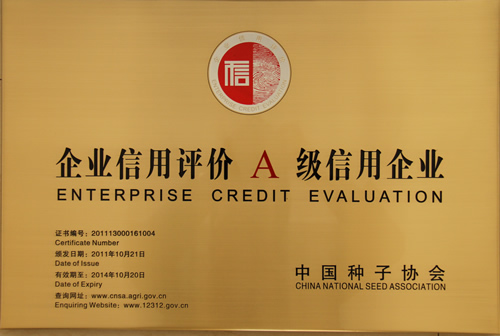 信
ENTERPRISE CREDIT EVALUATION
企业信用评价 A 级信用企业
ENTERPRISE CREDIT EVALUATION
证书编号：201113000161004
Certificate Number
颁发日期：2011年10月21日
Date of Issue
有效期至：2014年10月20日
Date of Expiry
查询网址：www.cnsa.agri.gov.cn
Enquiring Website：www.12312.gov.cn
中国种子协会
CHINA NATIONAL SEED ASSOCIATION